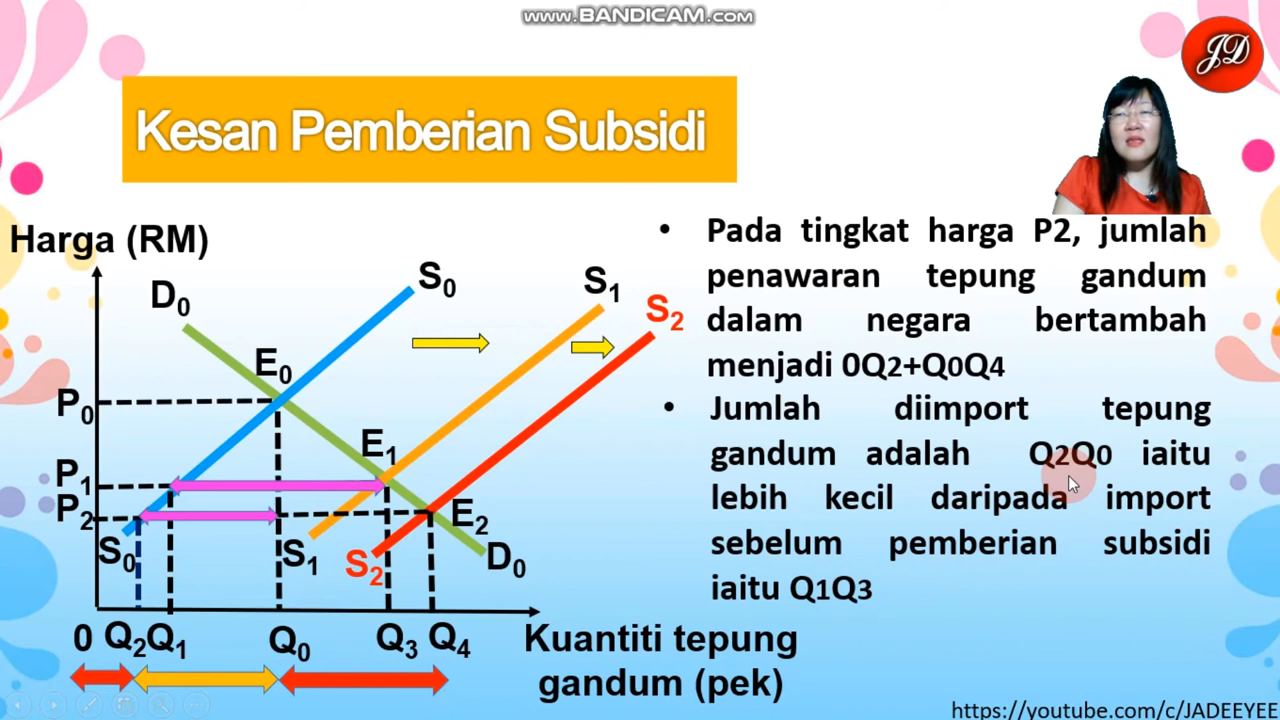 www.BANDICAM.com
JD
Kesan Pemberian Subsidi
Harga (RM)
D₀
S₀
S₁
S₂
E₀
P₀
E₁
P₁
P₂
E₂
S₀
S₁
S₂
D₀
0 Q₂ Q₁ Q₀ Q₃ Q₄
Kuantiti tepung
gandum (pek)
• Pada tingkat harga P2, jumlah
penawaran tepung gandum
dalam negara bertambah
menjadi 0Q2+Q0Q4
• Jumlah diimport tepung
gandum adalah Q2Q0 iaitu
lebih kecil daripada import
sebelum pemberian subsidi
iaitu Q1Q3
https://youtube.com/c/JADEEYEE